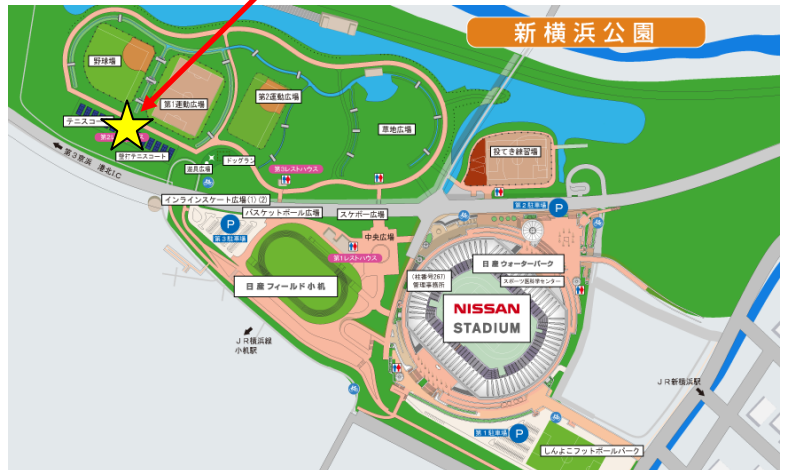 新横浜公園
野球場
第1運動広場
第2運動広場
テニスコー
第2
ス
壁打テニスコート
草地広場
投てき練習場
第3京浜 港北I.C
遊具広場
ドッグラン
第3レストハウス
インラインスケート広場(1)(2)
バスケットボール広場
スケボー広場
P
第3駐車場
第2駐車場
P
中央広場
第1レストハウス
日産フィールド小机
(柱番号267)
管理事務所
日産ウォーターパーク
スポーツ医科学センター
NISSAN
STADIUM
JR横浜線
小机駅
JR新横浜駅
第1駐車場
P
しんよこフットボールパーク